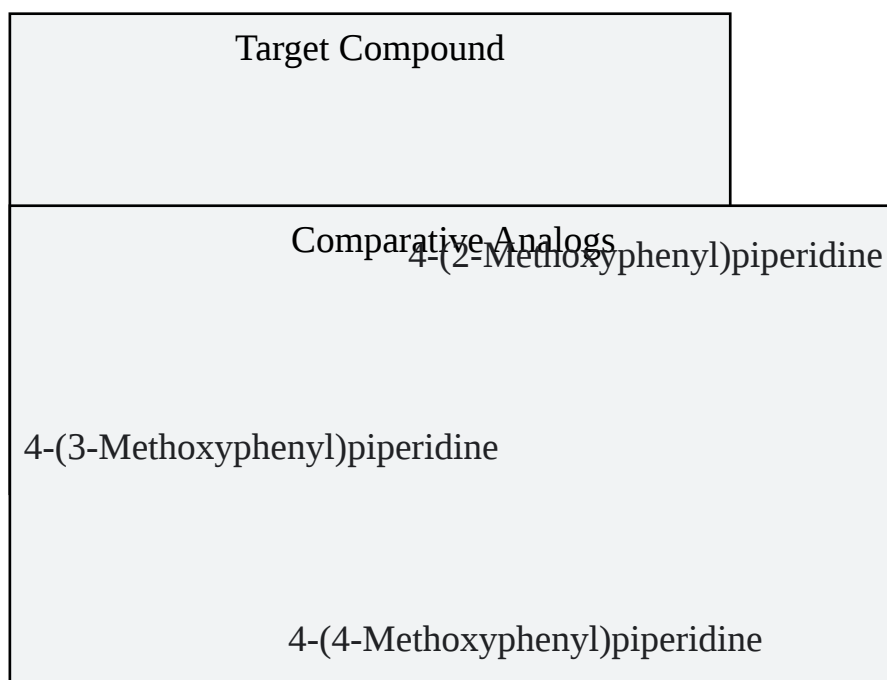 Target Compound
Comparative Analogs
4-(2-Methoxyphenyl)piperidine
4-(3-Methoxyphenyl)piperidine
4-(4-Methoxyphenyl)piperidine